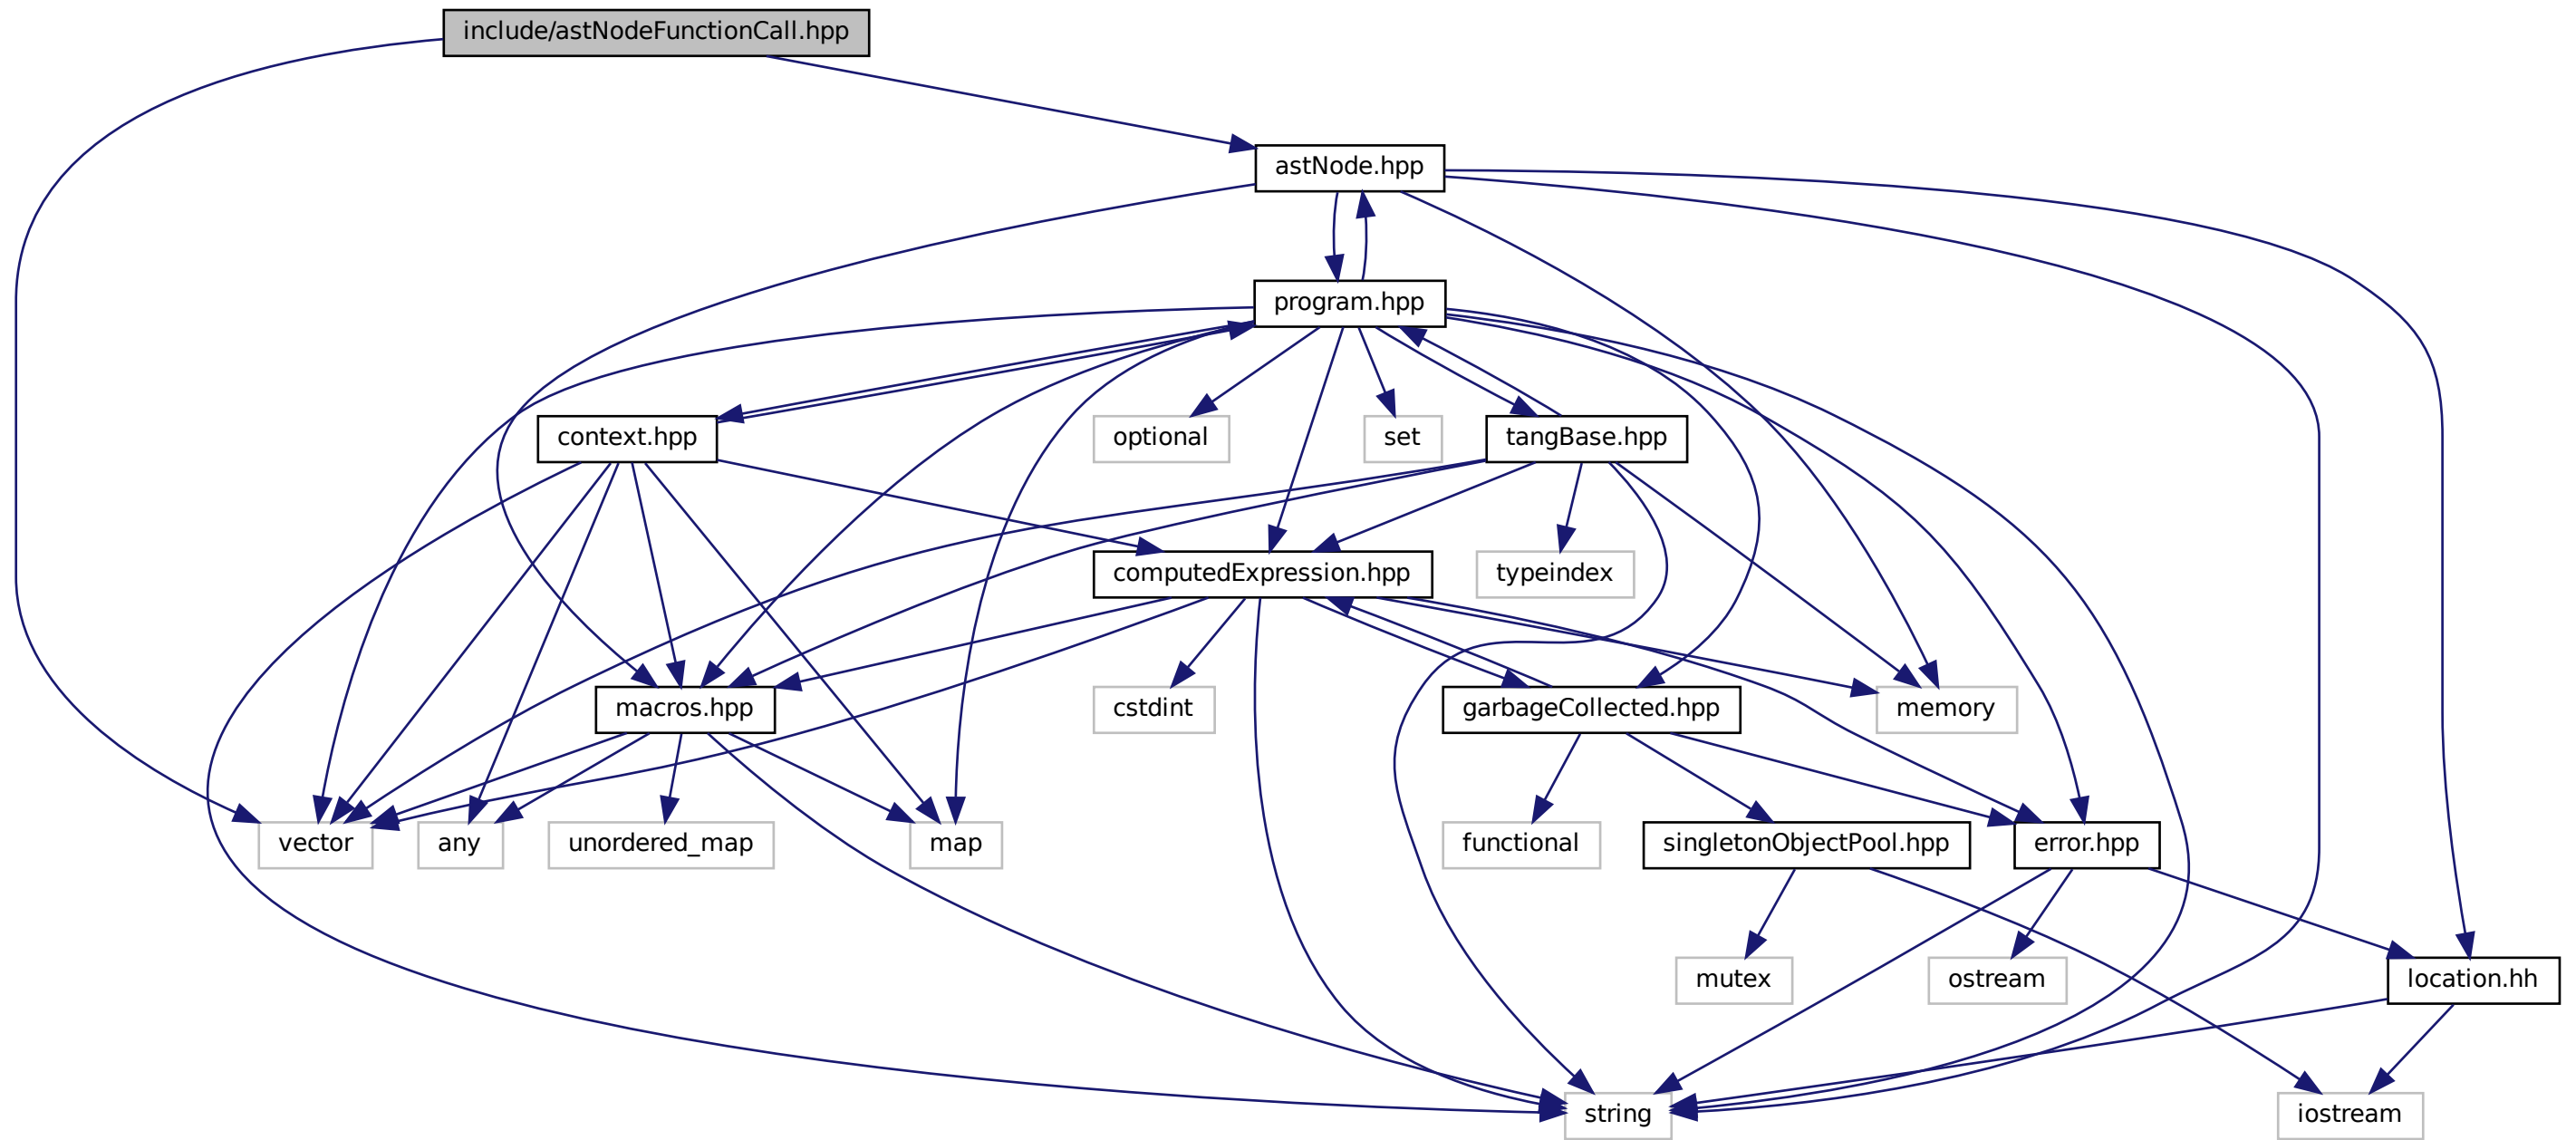 include/astNodeFunctionCall.hpp
astNode.hpp
program.hpp
context.hpp
optional
set
tangBase.hpp
computedExpression.hpp
typeindex
macros.hpp
cstdint
garbageCollected.hpp
memory
vector
any
unordered_map
map
functional
singletonObjectPool.hpp
error.hpp
mutex
ostream
location.hh
string
iostream